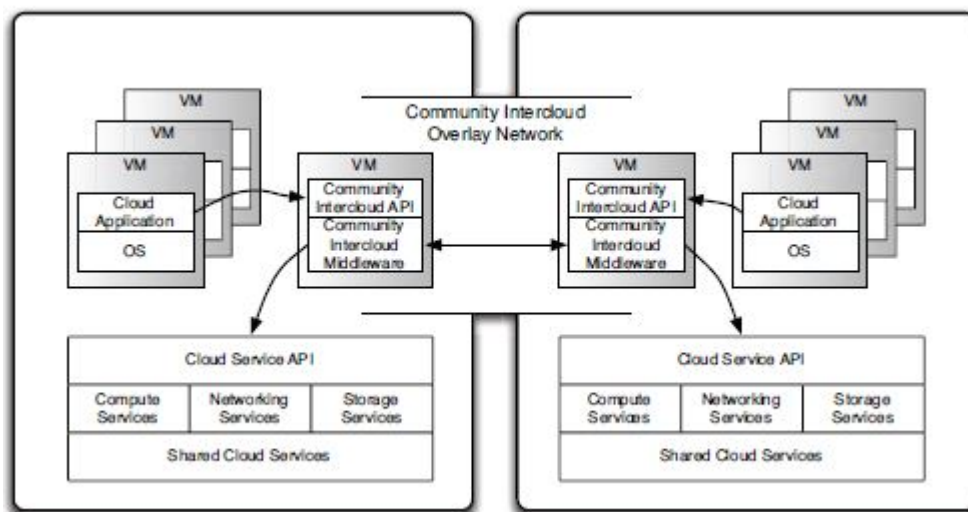 Community Intercloud
Overlay Network
VM
VM
VM
Cloud
Application
OS
VM
Community
Intercloud API
Community
Intercloud
Middleware
VM
Community
Intercloud API
Community
Intercloud
Middleware
VM
VM
VM
Cloud
Application
OS
Cloud Service API
Compute
Services
Networking
Services
Storage
Services
Shared Cloud Services
Cloud Service API
Compute
Services
Networking
Services
Storage
Services
Shared Cloud Services